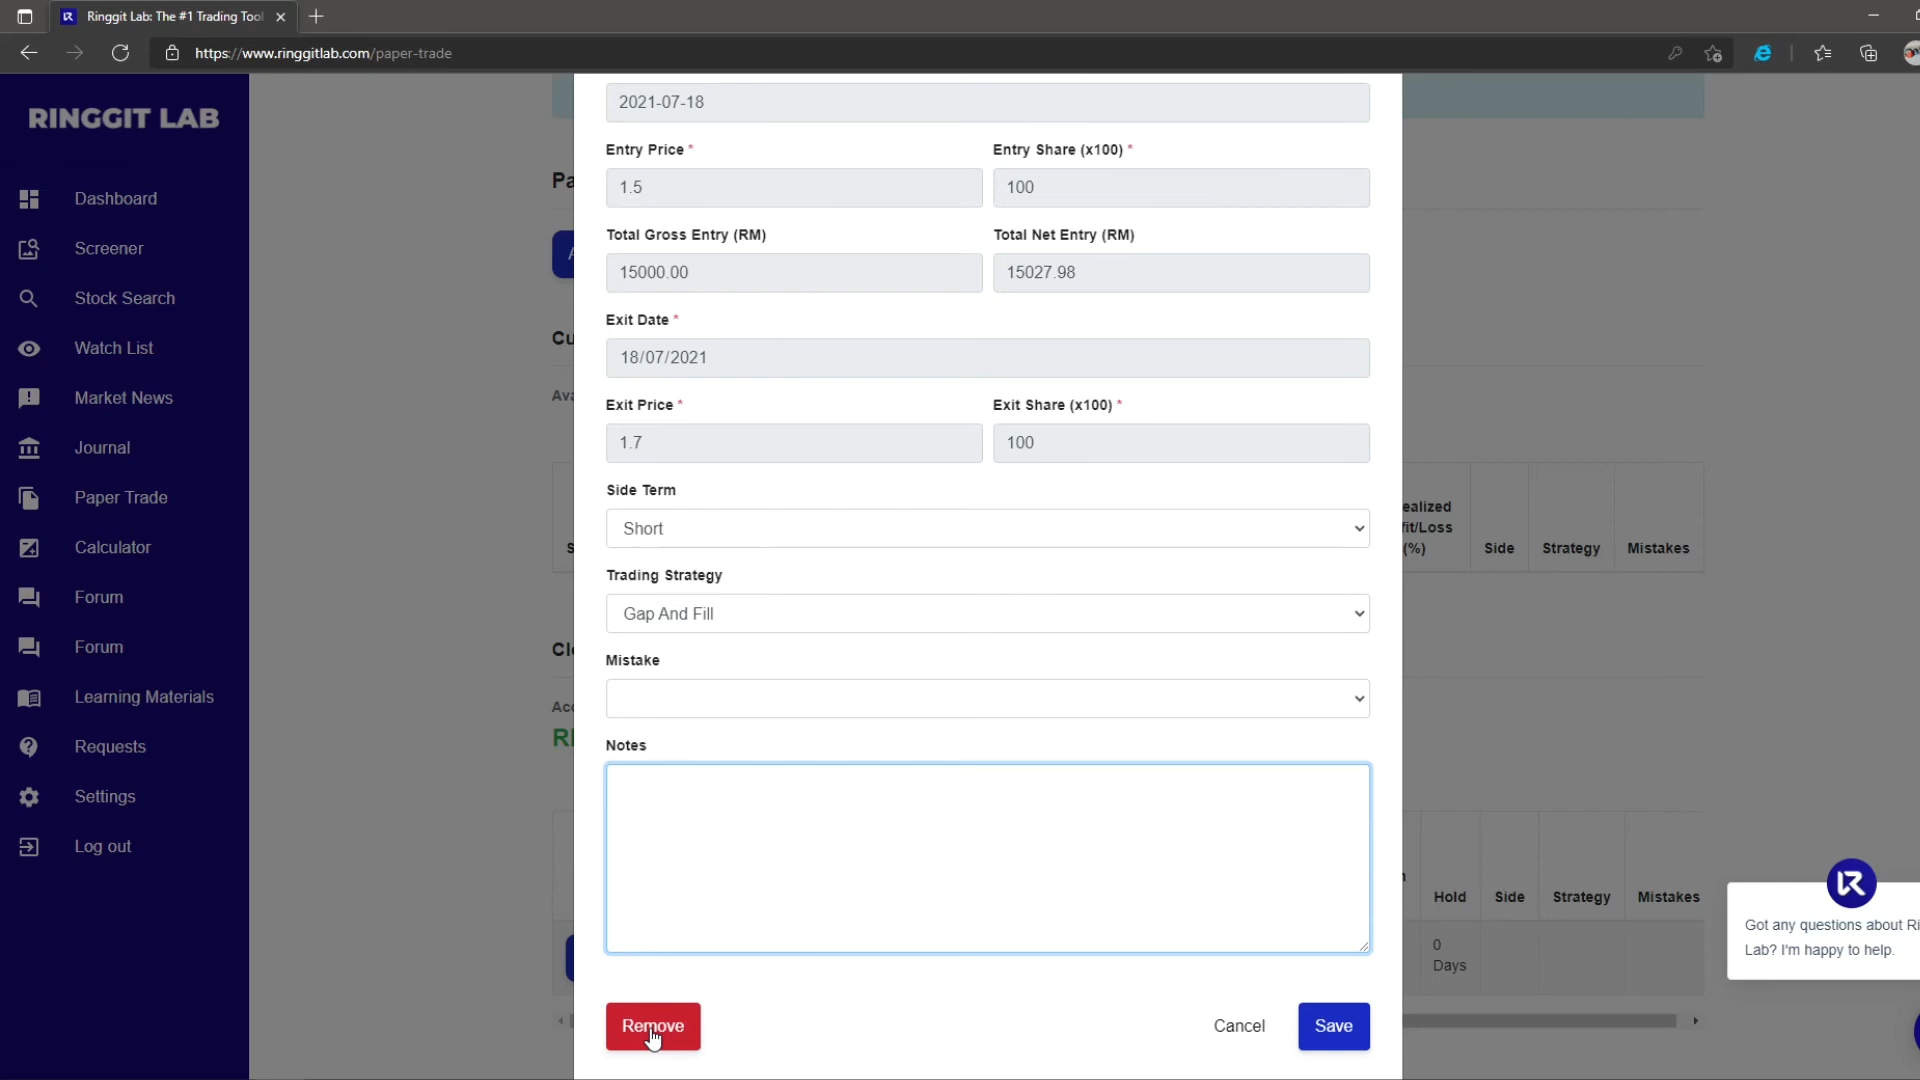 Ringgit Lab: The #1 Trading Tool
https://www.ringgitlab.com/paper-trade
RINGGIT LAB
Dashboard
Screener
Stock Search
Watch List
Market News
Journal
Paper Trade
Calculator
Forum
Forum
Learning Materials
Requests
Settings
Log out
2021-07-18
Entry Price *
Entry Share (x100) *
1.5
100
Total Gross Entry (RM)
Total Net Entry (RM)
15000.00
15027.98
Exit Date *
18/07/2021
Exit Price *
Exit Share (x100) *
1.7
100
Side Term
Short
Trading Strategy
Gap And Fill
Mistake
Notes
Remove
Cancel
Save
ealized
fit/Loss
(%)
Side
Strategy
Mistakes
Hold
Side
Strategy
Mistakes
0
Days
Got any questions about Ri
Lab? I'm happy to help.